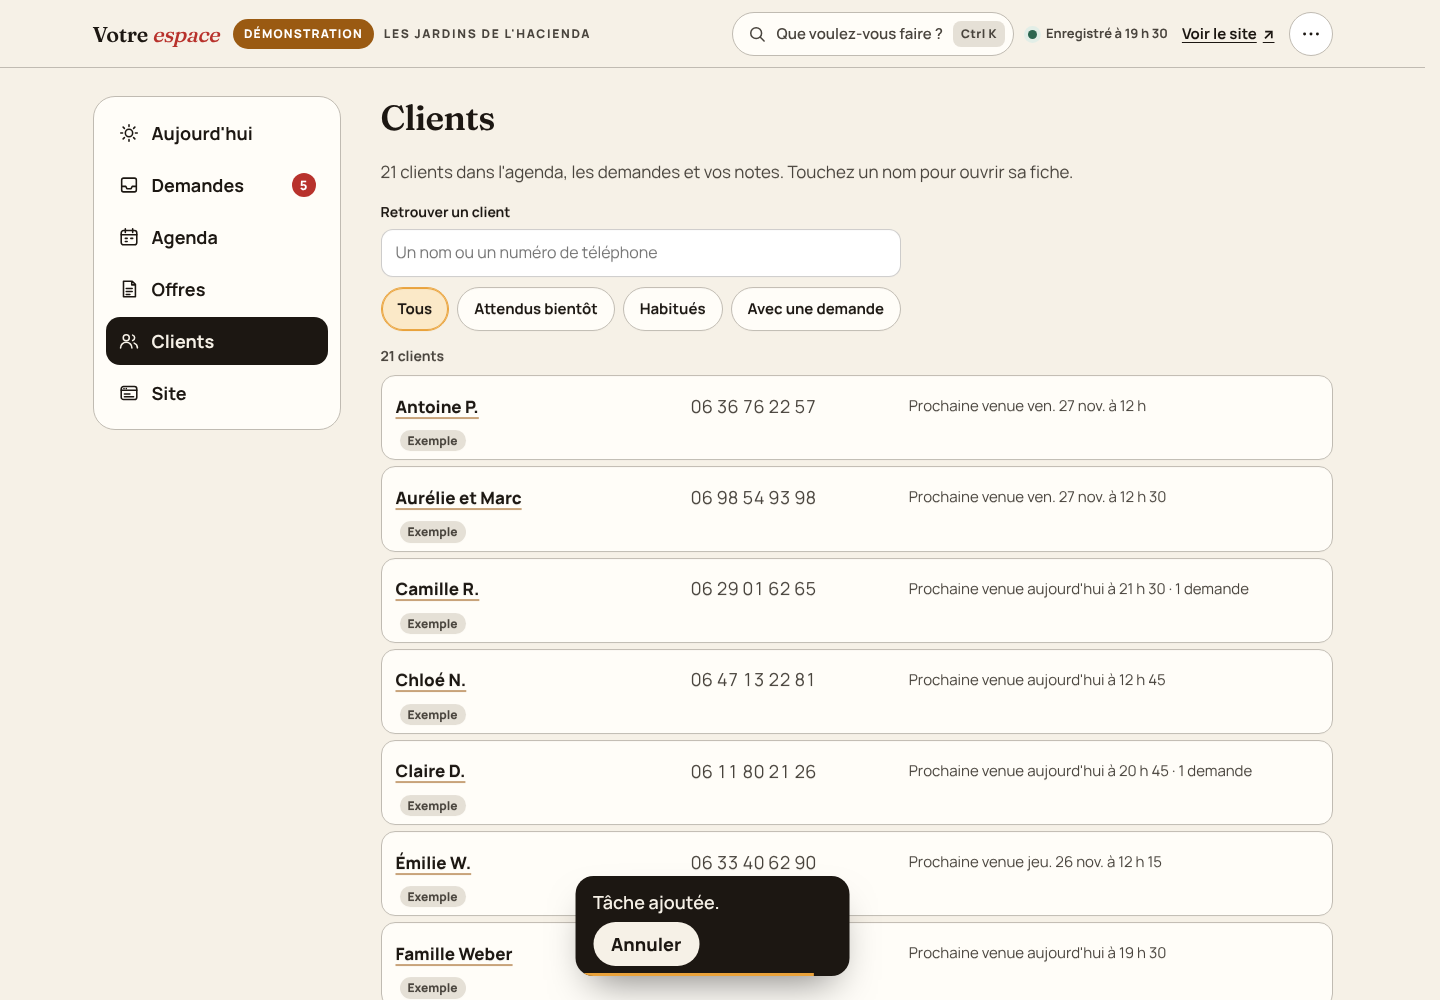 Votre espace DÉMONSTRATION LES JARDINS DE L'HACIENDA Que voulez-vous faire ? Ctrl K Enregistré à 19 h 30 Voir le site
Aujourd'hui
Demandes 5
Agenda
Offres
Clients
Site
Clients
21 clients dans l'agenda, les demandes et vos notes. Touchez un nom pour ouvrir sa fiche.
Retrouver un client
Un nom ou un numéro de téléphone
Tous Attendus bientôt Habitués Avec une demande
21 clients
Antoine P. 06 36 76 22 57 Prochaine venue ven. 27 nov. à 12 h
Exemple
Aurélie et Marc 06 98 54 93 98 Prochaine venue ven. 27 nov. à 12 h 30
Exemple
Camille R. 06 29 01 62 65 Prochaine venue aujourd'hui à 21 h 30 · 1 demande
Exemple
Chloé N. 06 47 13 22 81 Prochaine venue aujourd'hui à 12 h 45
Exemple
Claire D. 06 11 80 21 26 Prochaine venue aujourd'hui à 20 h 45 · 1 demande
Exemple
Émilie W. 06 33 40 62 90 Prochaine venue jeu. 26 nov. à 12 h 15
Exemple
Famille Weber Prochaine venue aujourd'hui à 19 h 30
Exemple
Tâche ajoutée.
Annuler